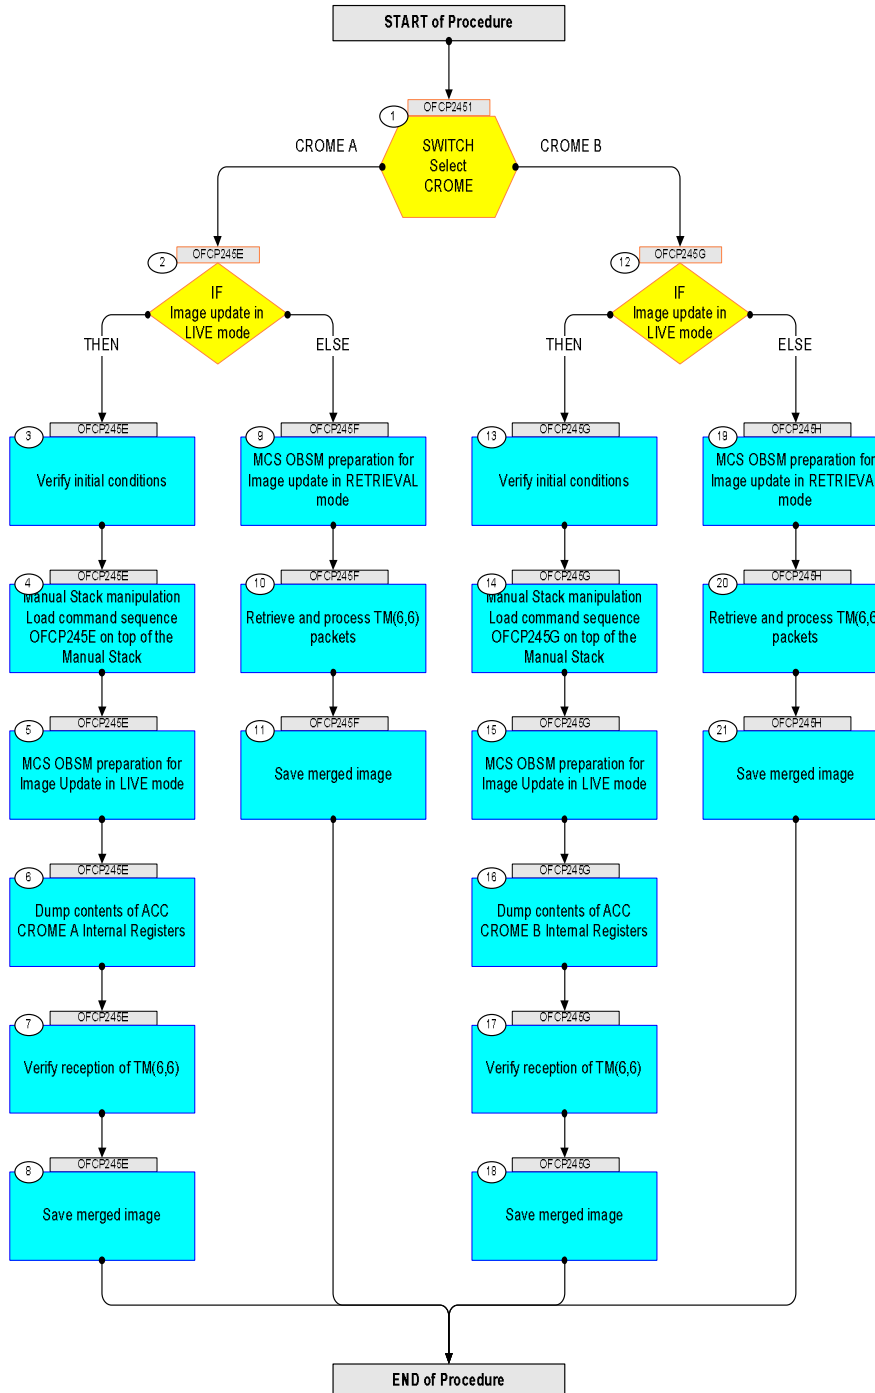 START of Procedure
OFCP2451
1
SWITCH
Select
CROME
CROME A
CROME B
OFCP245E
2
IF
Image update in
LIVE mode
THEN
ELSE
OFCP245E
3
Verify initial conditions
OFCP245E
4
Manual Stack manipulation
Load command sequence
OFCP245E on top of the
Manual Stack
OFCP245E
5
MCS OBSM preparation for
Image Update in LIVE mode
OFCP245E
6
Dump contents of ACC
CROME A Internal Registers
OFCP245E
7
Verify reception of TM(6,6)
OFCP245E
8
Save merged image
OFCP245F
9
MCS OBSM preparation for
Image update in RETRIEVAL
mode
OFCP245F
10
Retrieve and process TM(6,6)
packets
OFCP245F
11
Save merged image
OFCP245G
12
IF
Image update in
LIVE mode
THEN
ELSE
OFCP245G
13
Verify initial conditions
OFCP245G
14
Manual Stack manipulation
Load command sequence
OFCP245G on top of the
Manual Stack
OFCP245G
15
MCS OBSM preparation for
Image Update in LIVE mode
OFCP245G
16
Dump contents of ACC
CROME B Internal Registers
OFCP245G
17
Verify reception of TM(6,6)
OFCP245G
18
Save merged image
OFCP245H
19
MCS OBSM preparation for
Image update in RETRIEVA
mode
OFCP245H
20
Retrieve and process TM(6,6
packets
OFCP245H
21
Save merged image
END of Procedure